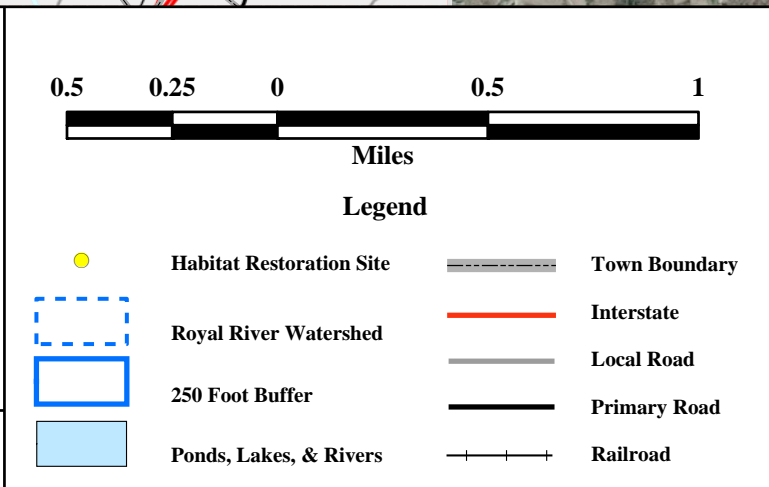 0.5 0.25 0 0.5 1
Miles
Legend
Habitat Restoration Site
Royal River Watershed
250 Foot Buffer
Ponds, Lakes, & Rivers
Town Boundary
Interstate
Local Road
Primary Road
Railroad